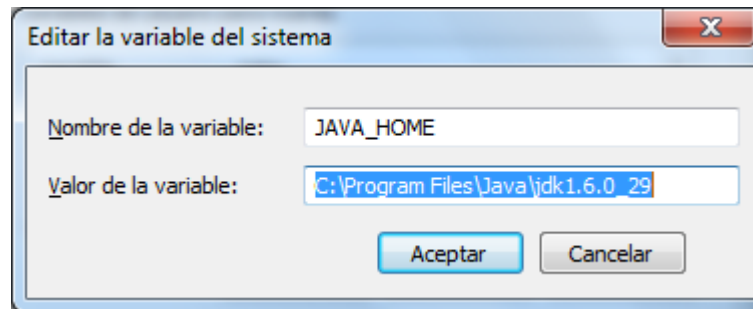 Editar la variable del sistema
Nombre de la variable: JAVA_HOME
Valor de la variable: C:\Program Files\Java\jdk1.6.0_29
Aceptar Cancelar